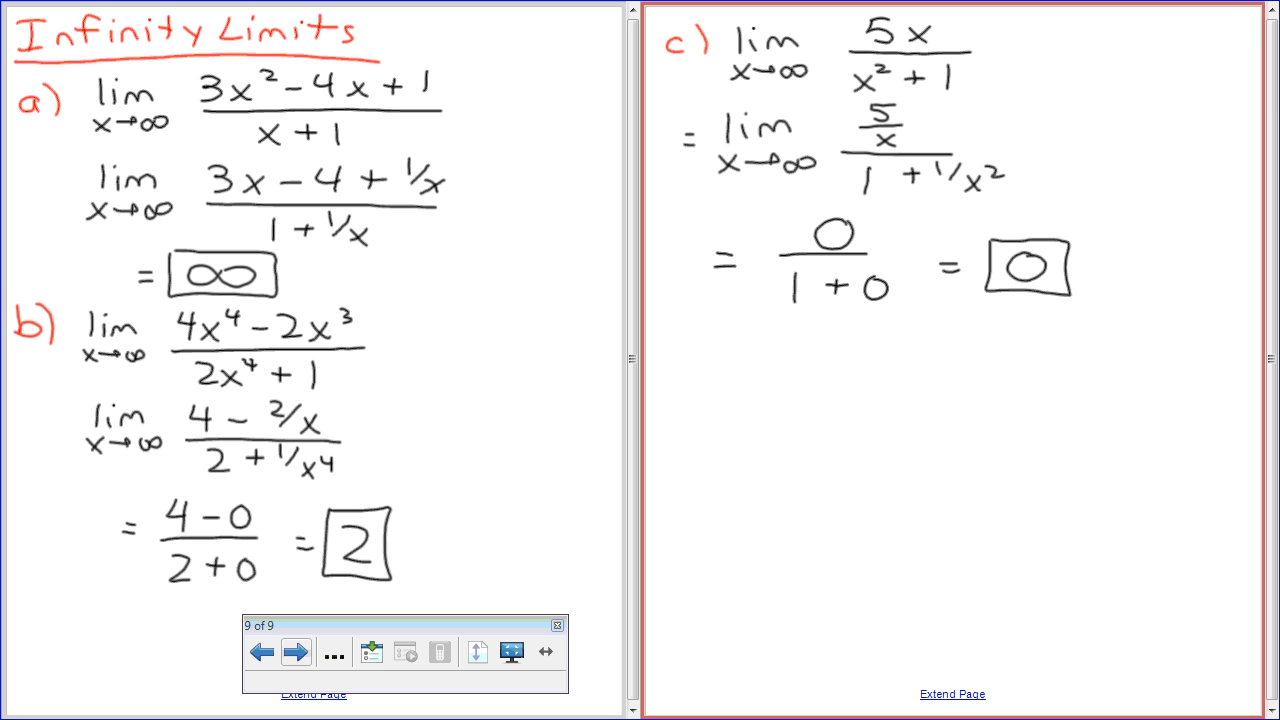 Infinity Limits
a) lim x→∞ (3x² − 4x + 1)/(x + 1)
lim x→∞ (3x − 4 + 1/x)/(1 + 1/x)
= ∞
b) lim x→∞ (4x⁴ − 2x³)/(2x⁴ + 1)
lim x→∞ (4 − 2/x)/(2 + 1/x⁴)
= (4 − 0)/(2 + 0) = 2
9 of 9
...
Extend Page
c) lim x→∞ 5x/(x² + 1)
= lim x→∞ (5/x)/(1 + 1/x²)
= 0/(1 + 0) = 0
Extend Page